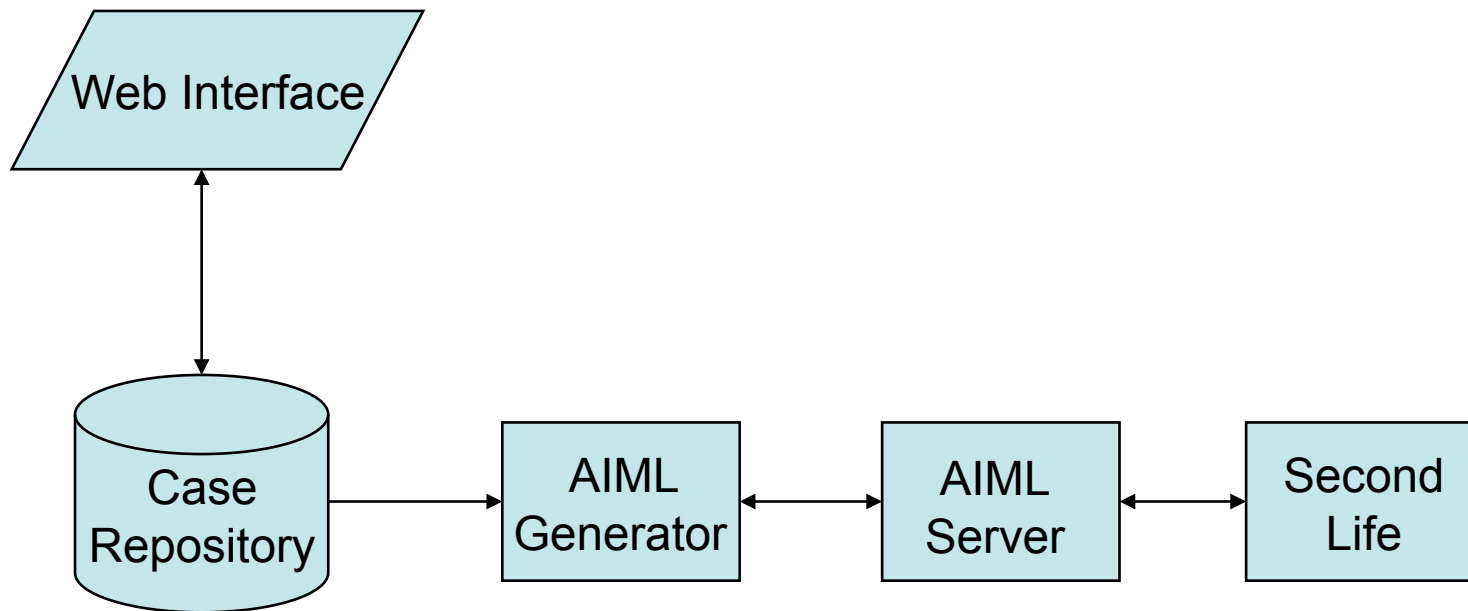 Web Interface
Case
Repository
AIML
Generator
AIML
Server
Second
Life